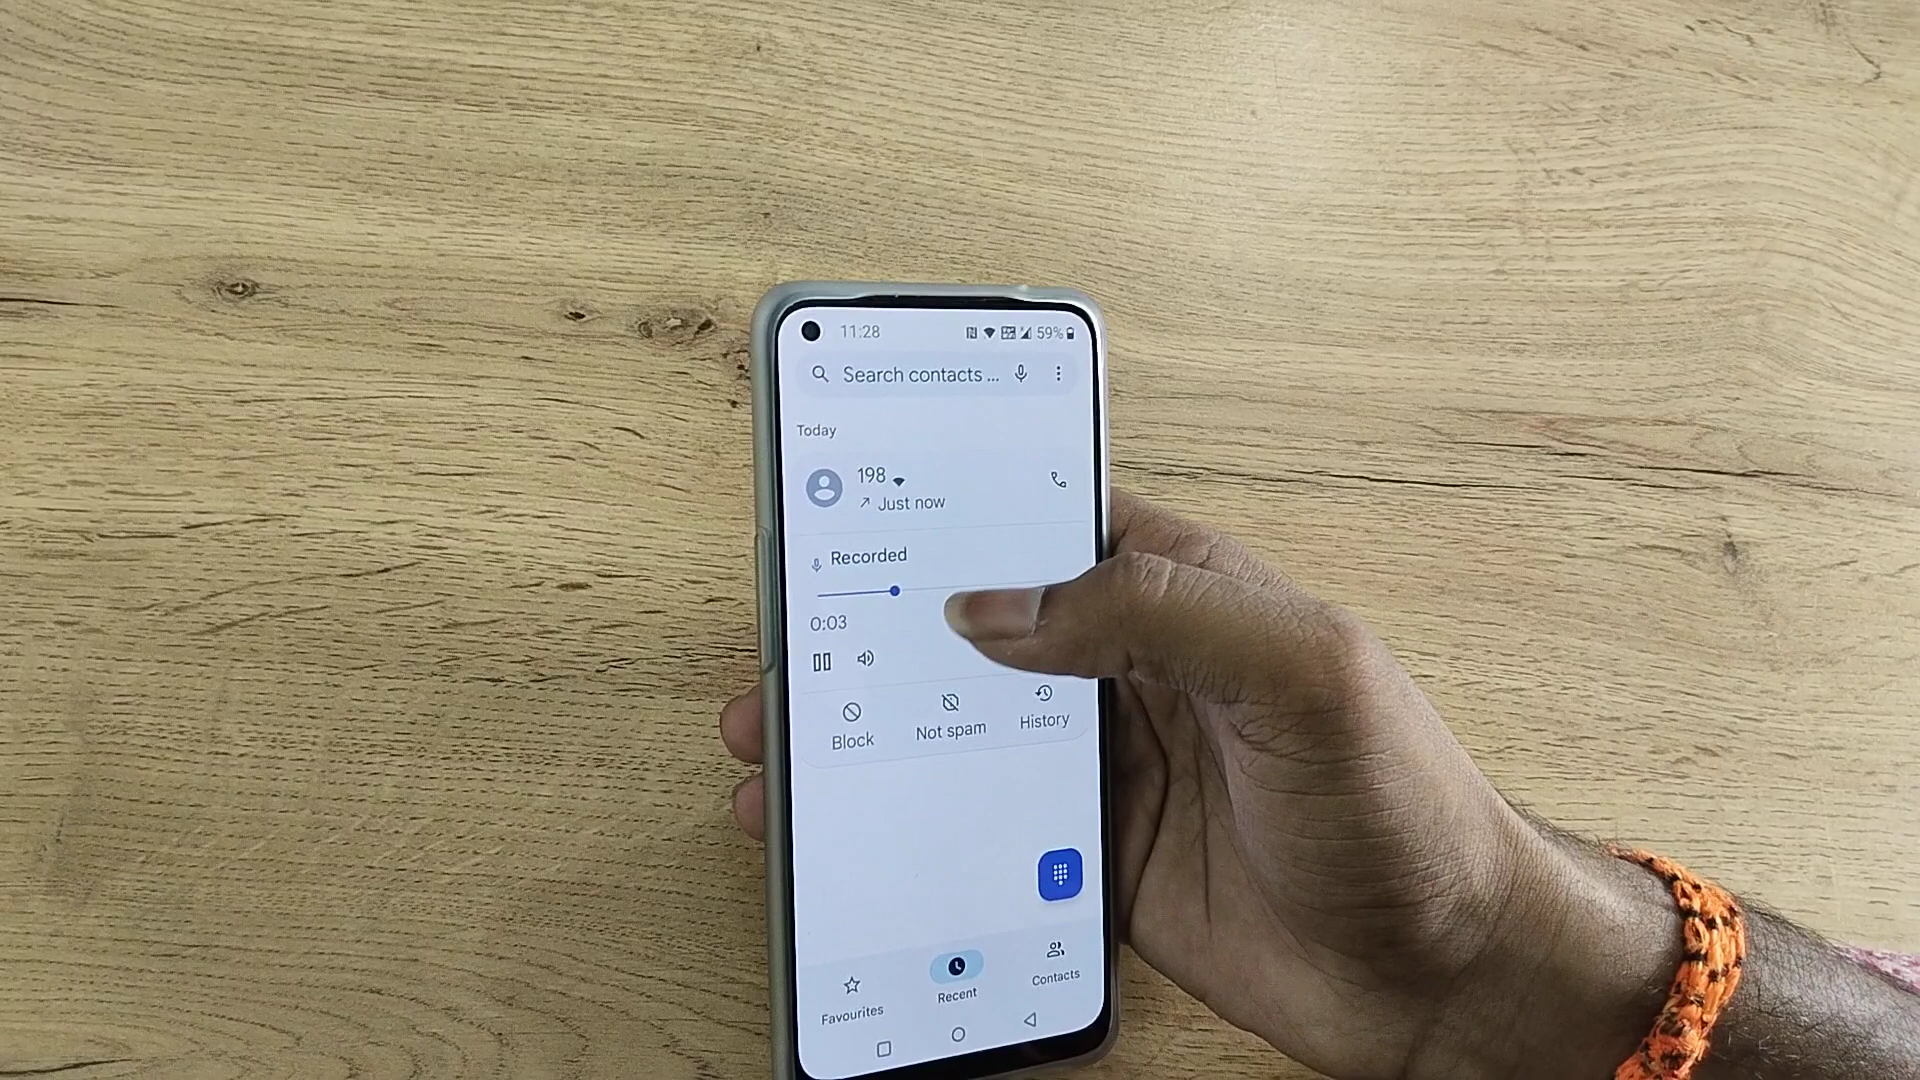 11:28
59%
Search contacts ...
Today
198
Just now
Recorded
0:03
Block
Not spam
History
Favourites
Recent
Contacts